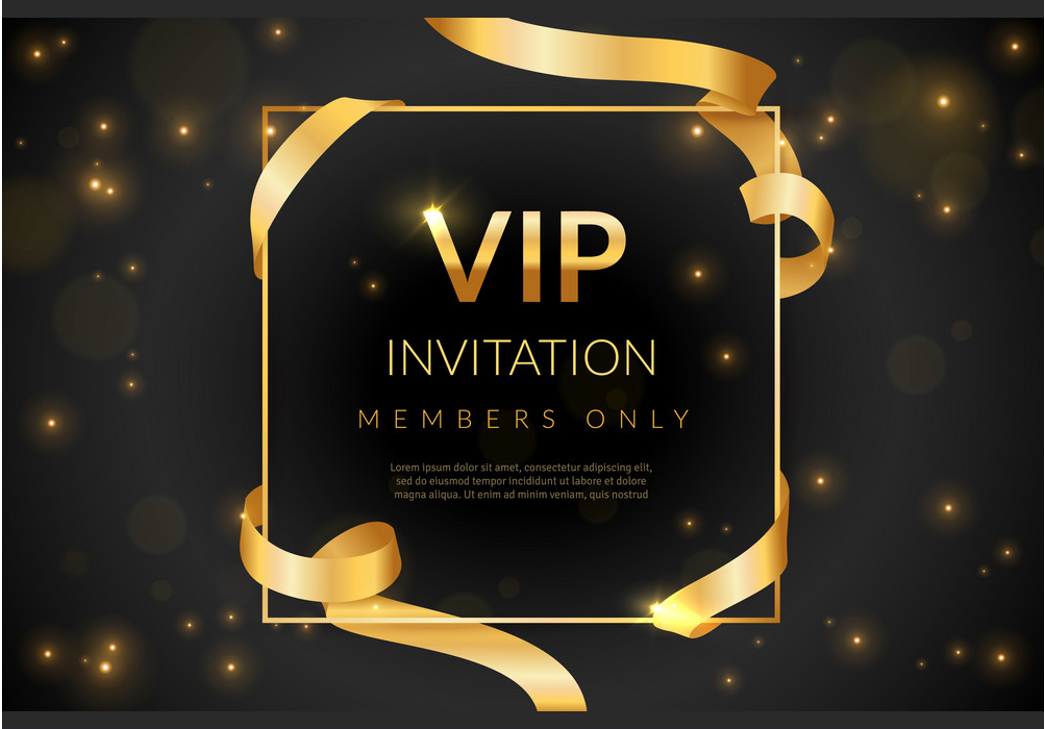 VIP
INVITATION
MEMBERS ONLY
Lorem ipsum dolor sit amet, consectetur adipiscing elit,
sed do eiusmod tempor incididunt ut labore et dolore
magna aliqua. Ut enim ad minim veniam, quis nostrud